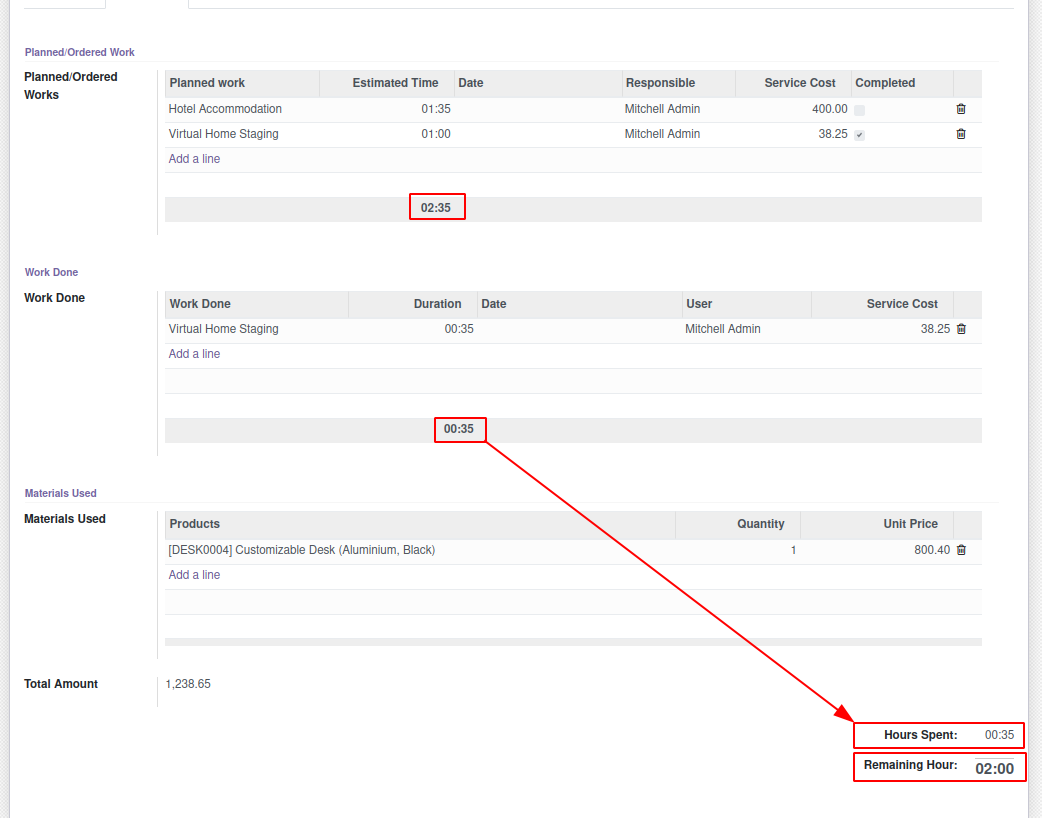 Planned/Ordered Work
Planned/Ordered Works
Planned work Estimated Time Date Responsible Service Cost Completed
Hotel Accommodation 01:35 Mitchell Admin 400.00
Virtual Home Staging 01:00 Mitchell Admin 38.25
Add a line
02:35
Work Done
Work Done
Work Done Duration Date User Service Cost
Virtual Home Staging 00:35 Mitchell Admin 38.25
Add a line
00:35
Materials Used
Materials Used
Products Quantity Unit Price
[DESK0004] Customizable Desk (Aluminium, Black) 1 800.40
Add a line
Total Amount 1,238.65
Hours Spent: 00:35
Remaining Hour: 02:00